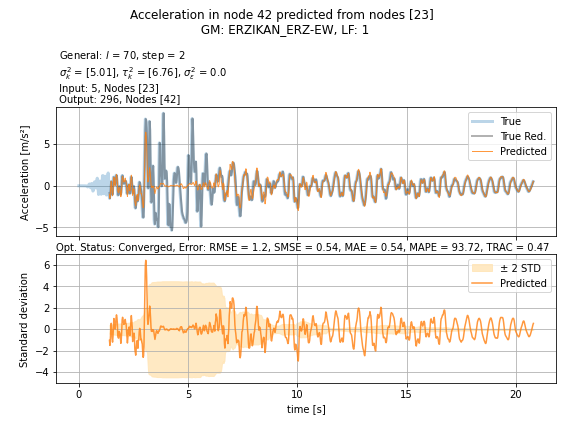 Acceleration in node 42 predicted from nodes [23]
GM: ERZIKAN_ERZ-EW, LF: 1
General: l = 70, step = 2
σ²ₖ = [5.01], τ²ₖ = [6.76], σ²ε = 0.0
Input: 5, Nodes [23]
Output: 296, Nodes [42]
True
True Red.
Predicted
Acceleration [m/s²]
5
0
−5
Opt. Status: Converged, Error: RMSE = 1.2, SMSE = 0.54, MAE = 0.54, MAPE = 93.72, TRAC = 0.47
± 2 STD
Predicted
Standard deviation
6
4
2
0
−2
−4
0 5 10 15 20
time [s]